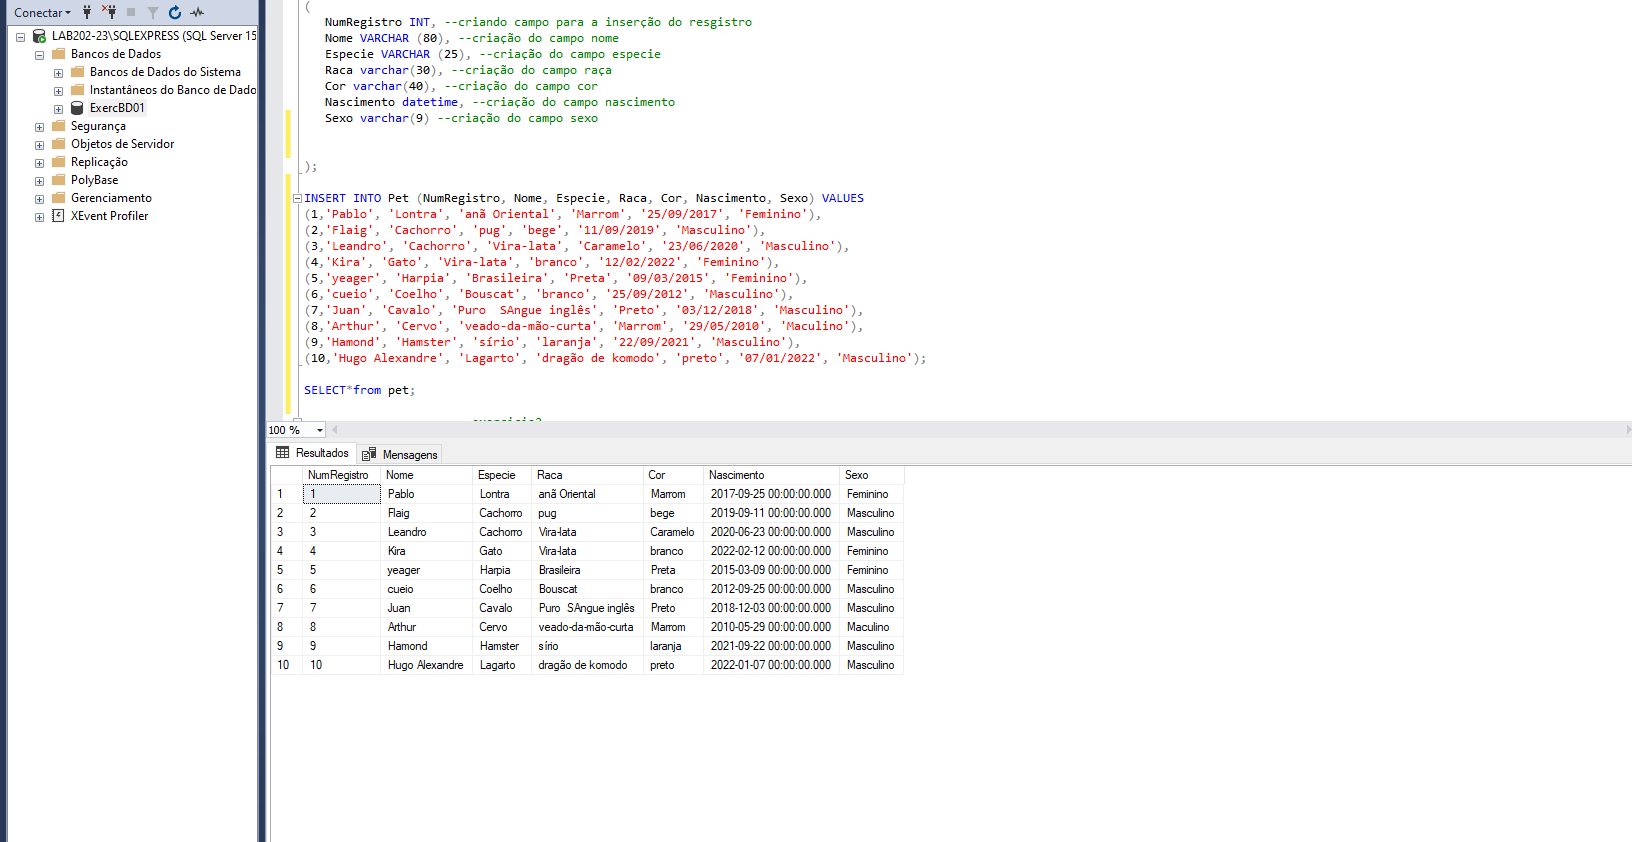 Conectar
LAB202-23\SQLEXPRESS (SQL Server 15
Bancos de Dados
Bancos de Dados do Sistema
Instantâneos do Banco de Dado
ExercBD01
Segurança
Objetos de Servidor
Replicação
PolyBase
Gerenciamento
XEvent Profiler
(
NumRegistro INT, --criando campo para a inserção do resgistro
Nome VARCHAR (80), --criação do campo nome
Especie VARCHAR (25), --criação do campo especie
Raca varchar(30), --criação do campo raça
Cor varchar(40), --criação do campo cor
Nascimento datetime, --criação do campo nascimento
Sexo varchar(9) --criação do campo sexo
);
INSERT INTO Pet (NumRegistro, Nome, Especie, Raca, Cor, Nascimento, Sexo) VALUES
(1,'Pablo', 'Lontra', 'anã Oriental', 'Marrom', '25/09/2017', 'Feminino'),
(2,'Flaig', 'Cachorro', 'pug', 'bege', '11/09/2019', 'Masculino'),
(3,'Leandro', 'Cachorro', 'Vira-lata', 'Caramelo', '23/06/2020', 'Masculino'),
(4,'Kira', 'Gato', 'Vira-lata', 'branco', '12/02/2022', 'Feminino'),
(5,'yeager', 'Harpia', 'Brasileira', 'Preta', '09/03/2015', 'Feminino'),
(6,'cueio', 'Coelho', 'Bouscat', 'branco', '25/09/2012', 'Masculino'),
(7,'Juan', 'Cavalo', 'Puro  SAngue inglês', 'Preto', '03/12/2018', 'Masculino'),
(8,'Arthur', 'Cervo', 'veado-da-mão-curta', 'Marrom', '29/05/2010', 'Maculino'),
(9,'Hamond', 'Hamster', 'sírio', 'laranja', '22/09/2021', 'Masculino'),
(10,'Hugo Alexandre', 'Lagarto', 'dragão de komodo', 'preto', '07/01/2022', 'Masculino');
SELECT*from pet;
100 %
Resultados Mensagens
NumRegistro Nome Especie Raca Cor Nascimento Sexo
1 1 Pablo Lontra anã Oriental Marrom 2017-09-25 00:00:00.000 Feminino
2 2 Flaig Cachorro pug bege 2019-09-11 00:00:00.000 Masculino
3 3 Leandro Cachorro Vira-lata Caramelo 2020-06-23 00:00:00.000 Masculino
4 4 Kira Gato Vira-lata branco 2022-02-12 00:00:00.000 Feminino
5 5 yeager Harpia Brasileira Preta 2015-03-09 00:00:00.000 Feminino
6 6 cueio Coelho Bouscat branco 2012-09-25 00:00:00.000 Masculino
7 7 Juan Cavalo Puro  SAngue inglês Preto 2018-12-03 00:00:00.000 Masculino
8 8 Arthur Cervo veado-da-mão-curta Marrom 2010-05-29 00:00:00.000 Maculino
9 9 Hamond Hamster sírio laranja 2021-09-22 00:00:00.000 Masculino
10 10 Hugo Alexandre Lagarto dragão de komodo preto 2022-01-07 00:00:00.000 Masculino